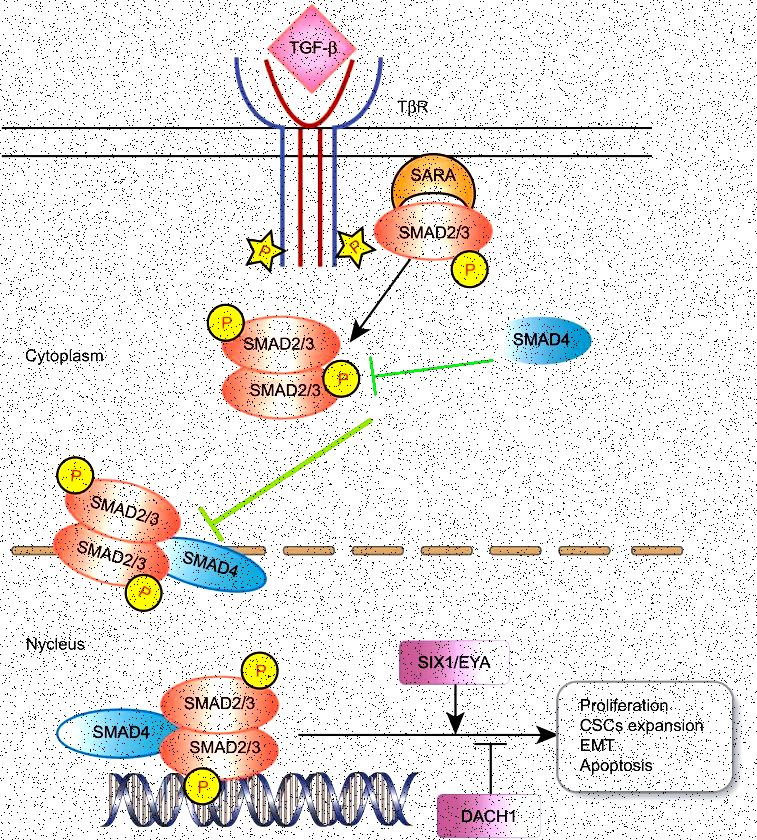 TGF-β
TβR
SARA
SMAD2/3
P
P
P
P
SMAD2/3
SMAD4
Cytoplasm
P
SMAD2/3
P
SMAD2/3
SMAD2/3
SMAD4
P
Nycleus
P
SIX1/EYA
SMAD2/3
SMAD4
SMAD2/3
Proliferation
CSCs expansion
EMT
Apoptosis
P
DACH1